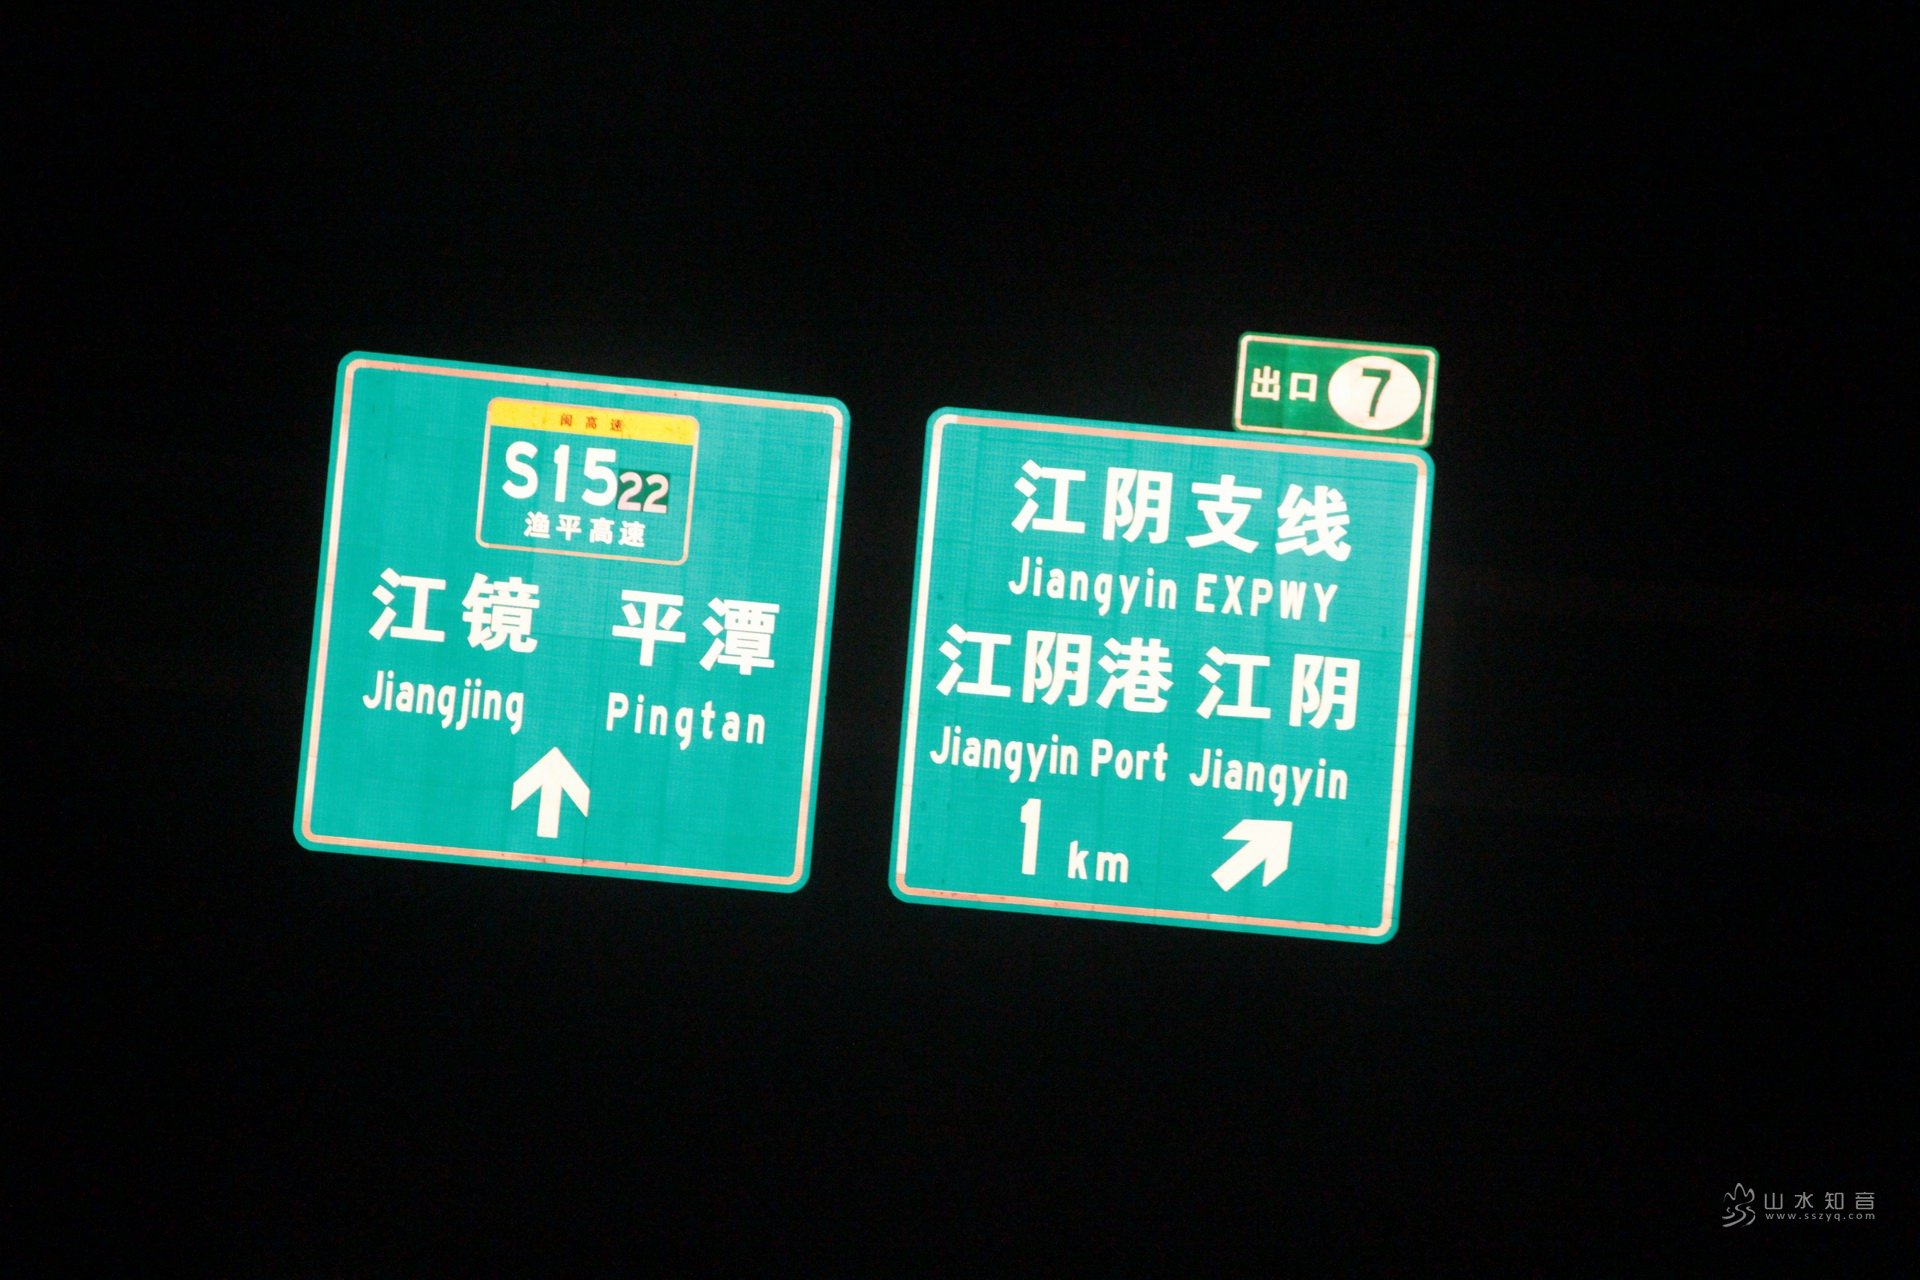 闽高速
S1522
渔平高速
江镜 平潭
Jiangjing Pingtan
出口 7
江阴支线
Jiangyin EXPWY
江阴港 江阴
Jiangyin Port Jiangyin
1 km
山水知音
www.sszyq.com